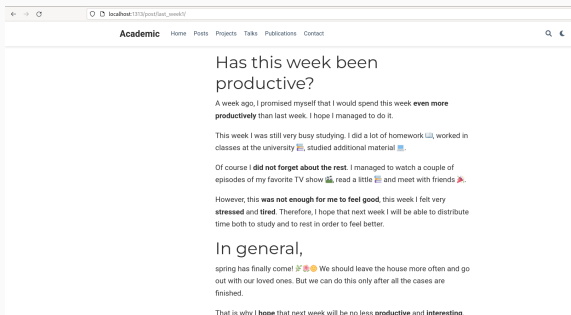 localhost:1313/post/last_week1/
Academic Home Posts Projects Talks Publications Contact
Has this week been
productive?
A week ago, I promised myself that I would spend this week even more
productively than last week. I hope I managed to do it.
This week I was still very busy studying. I did a lot of homework 📖, worked in
classes at the university 📚, studied additional material 💻.
Of course I did not forget about the rest. I managed to watch a couple of
episodes of my favorite TV show, read a little 📚 and meet with friends 🎉.
However, this was not enough for me to feel good, this week I felt very
stressed and tired. Therefore, I hope that next week I will be able to distribute
time both to study and to rest in order to feel better.
In general,
spring has finally come! 🌿🌺🌼 We should leave the house more often and go
out with our loved ones. But we can do this only after all the cases are
finished.
That is why I hope that next week will be no less productive and interesting